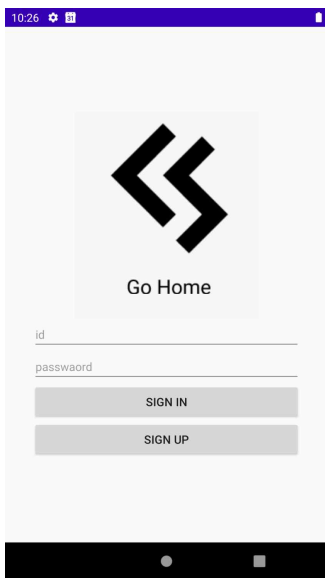 10:26 31
Go Home
id
passwaord
SIGN IN
SIGN UP